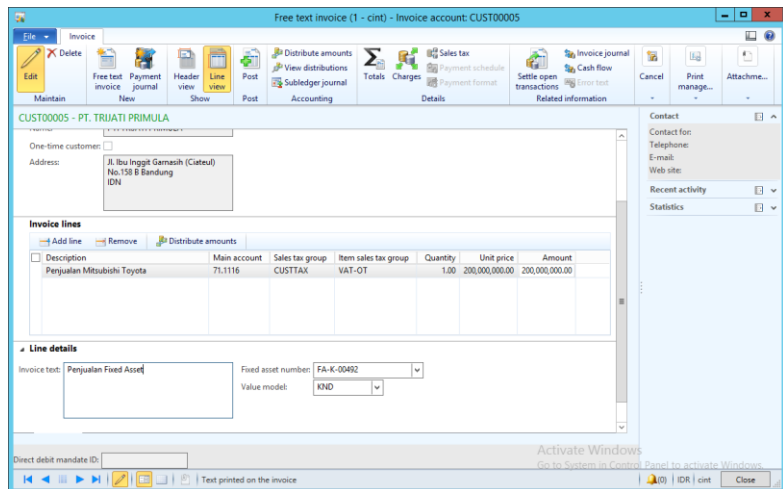 Free text invoice (1 - cint) - Invoice account: CUST00005
File Invoice
Edit
Delete
Maintain
Free text invoice
Payment journal
New
Header view
Line view
Show
Post
Post
Distribute amounts
View distributions
Subledger journal
Accounting
Totals
Charges
Sales tax
Payment schedule
Payment format
Details
Settle open transactions
Invoice journal
Cash flow
Error text
Related information
Cancel
Print manage...
Attachme...
CUST00005 - PT. TRIJATI PRIMULA
One-time customer:
Address: Jl. Ibu Inggit Garnasih (Ciateul)
No.158 B Bandung
IDN
Invoice lines
Add line Remove Distribute amounts
Description Main account Sales tax group Item sales tax group Quantity Unit price Amount
Penjualan Mitsubishi Toyota 71.1116 CUSTTAX VAT-OT 1.00 200,000,000.00 200,000,000.00
Line details
Invoice text: Penjualan Fixed Asset Fixed asset number: FA-K-00492
Value model: KND
Direct debit mandate ID:
Contact
Contact for:
Telephone:
E-mail:
Web site:
Recent activity
Statistics
Activate Windows
Go to System in Control Panel to activate Windows.
Text printed on the invoice (0) IDR cint Close